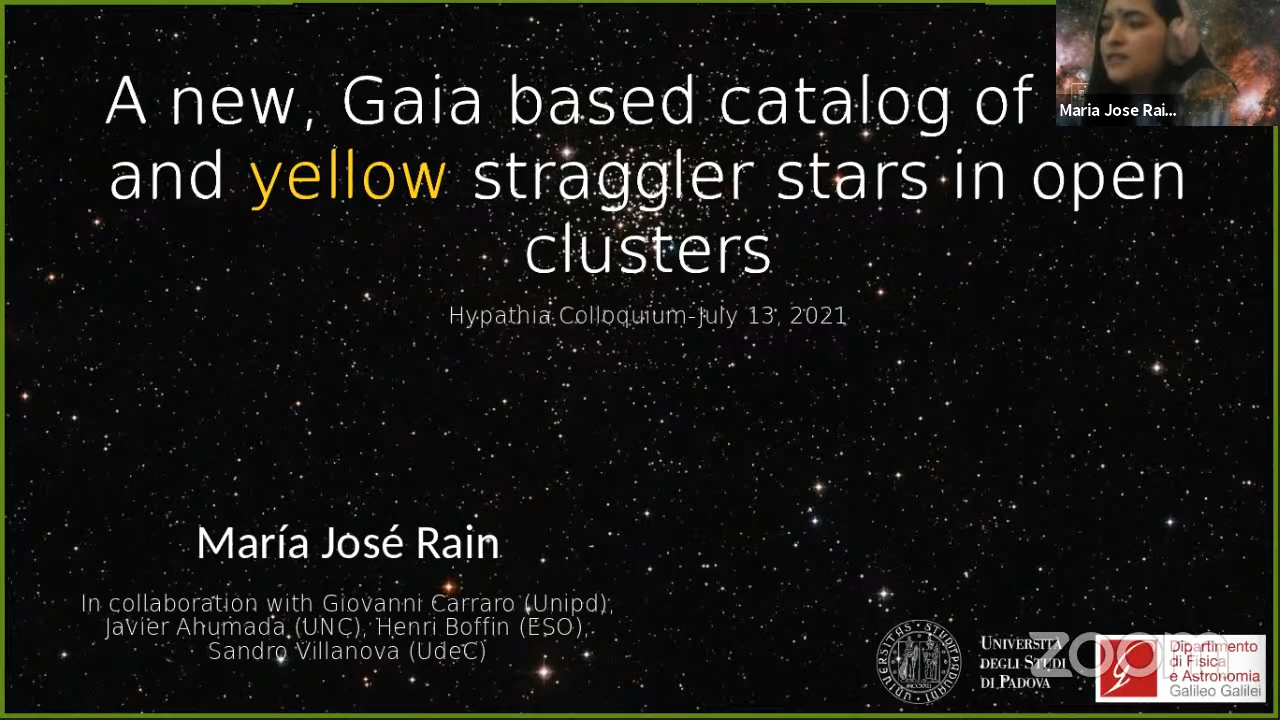 A new, Gaia based catalog of
and yellow straggler stars in open
clusters
Hypathia Colloquium-July 13, 2021
Maria Jose Rai...
María José Rain
In collaboration with Giovanni Carraro (Unipd),
Javier Ahumada (UNC), Henri Boffin (ESO),
Sandro Villanova (UdeC)
UNIVERSITÀ
DEGLI STUDI
DI PADOVA
zoom
Dipartimento
di Fisica
e Astronomia
Galileo Galilei